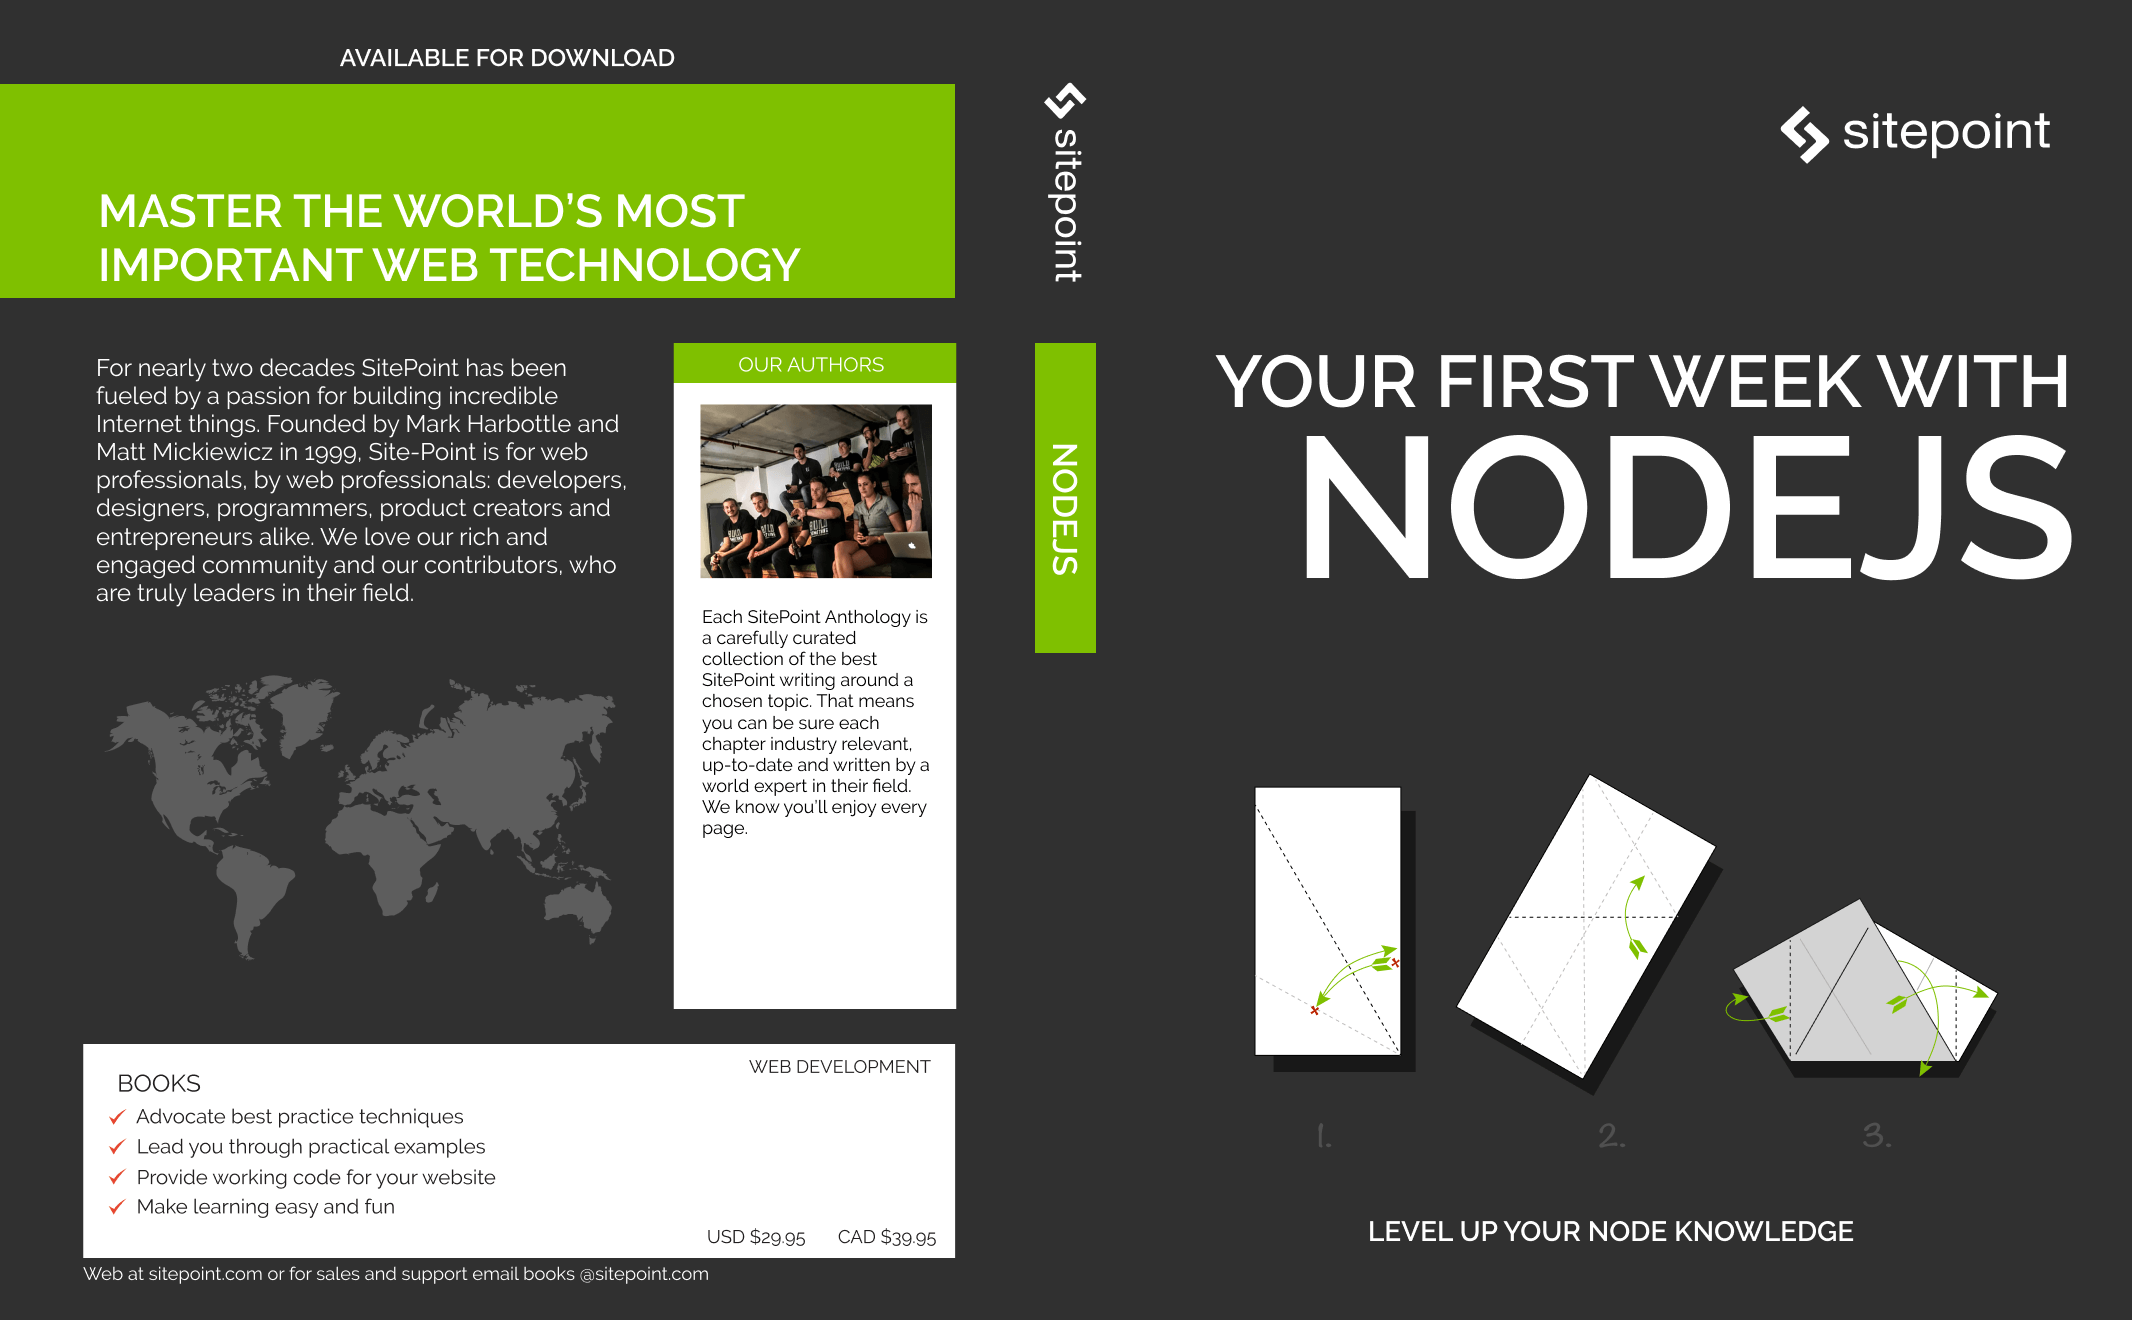 AVAILABLE FOR DOWNLOAD
MASTER THE WORLD'S MOST
IMPORTANT WEB TECHNOLOGY
For nearly two decades SitePoint has been
fueled by a passion for building incredible
Internet things. Founded by Mark Harbottle and
Matt Mickiewicz in 1999, Site-Point is for web
professionals, by web professionals: developers,
designers, programmers, product creators and
entrepreneurs alike. We love our rich and
engaged community and our contributors, who
are truly leaders in their field.
OUR AUTHORS
Each SitePoint Anthology is
a carefully curated
collection of the best
SitePoint writing around a
chosen topic. That means
you can be sure each
chapter industry relevant,
up-to-date and written by a
world expert in their field.
We know you'll enjoy every
page.
WEB DEVELOPMENT
BOOKS
Advocate best practice techniques
Lead you through practical examples
Provide working code for your website
Make learning easy and fun
USD $29.95 CAD $39.95
Web at sitepoint.com or for sales and support email books @sitepoint.com
sitepoint
NODEJS
sitepoint
YOUR FIRST WEEK WITH
NODEJS
1. 2. 3.
LEVEL UP YOUR NODE KNOWLEDGE